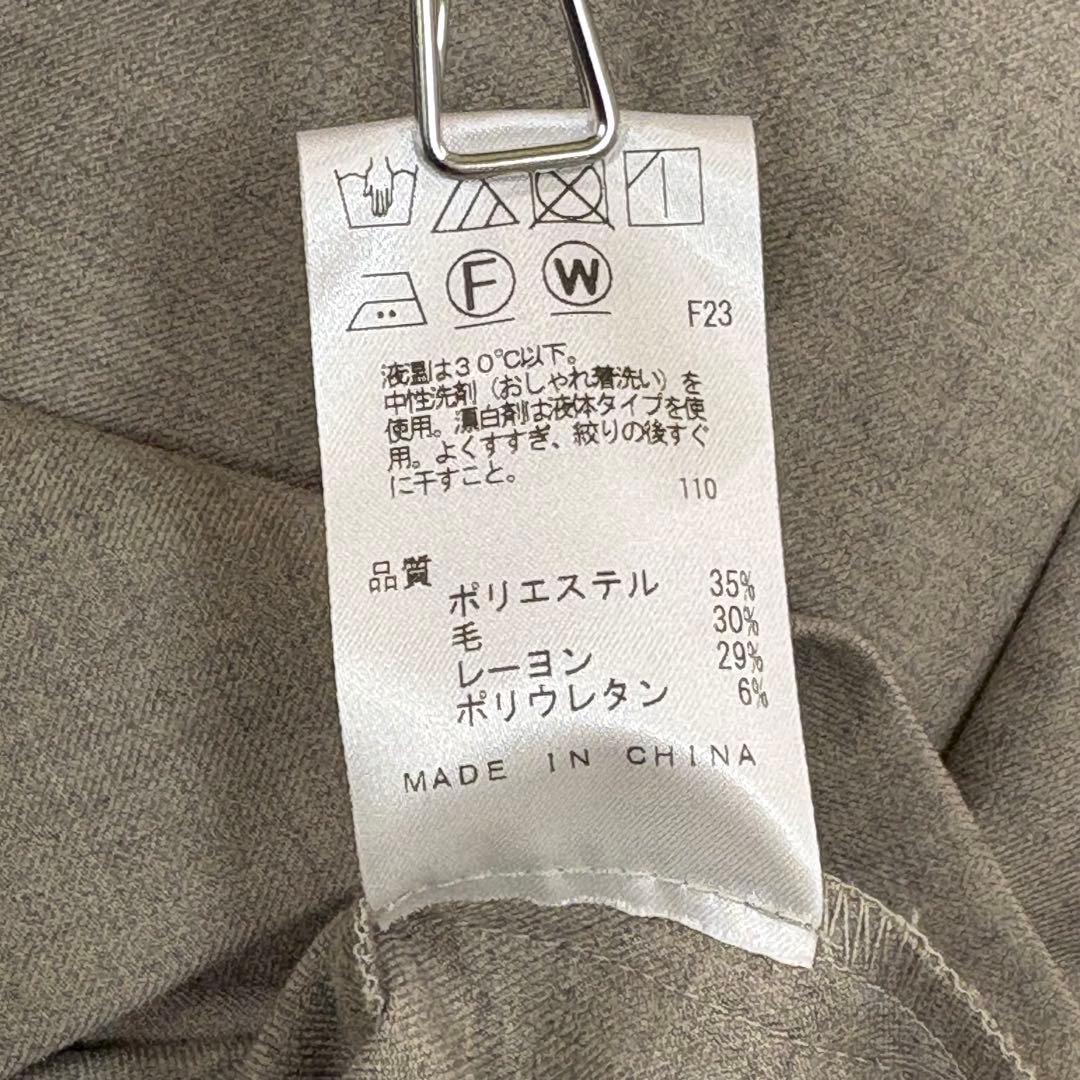 F W
F23
液温は30℃以下。
中性洗剤(おしゃれ着洗い)を
使用。漂白剤は液体タイプを使
用。よくすすぎ、絞りの後すぐ
に干すこと。
110
品質
ポリエステル 35%
毛 30%
レーヨン 29%
ポリウレタン 6%
MADE IN CHINA